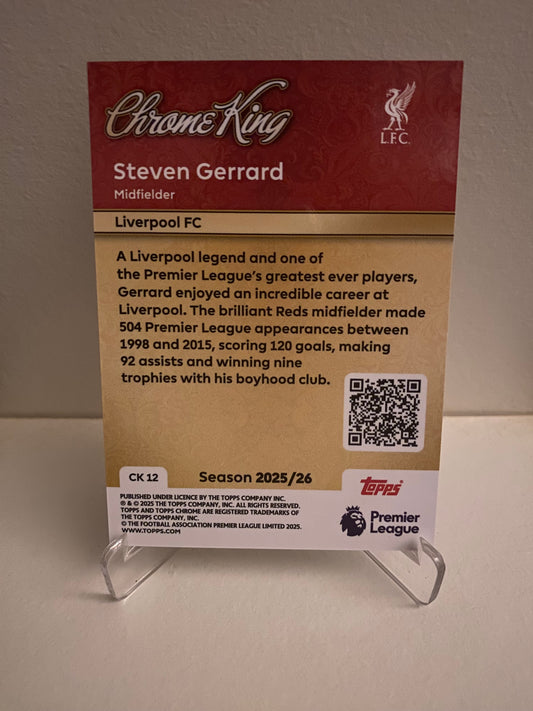 Chrome King
L.F.C.
Steven Gerrard
Midfielder
Liverpool FC
A Liverpool legend and one of
the Premier League's greatest ever players,
Gerrard enjoyed an incredible career at
Liverpool. The brilliant Reds midfielder made
504 Premier League appearances between
1998 and 2015, scoring 120 goals, making
92 assists and winning nine
trophies with his boyhood club.
CK 12
Season 2025/26
topps
PUBLISHED UNDER LICENCE BY THE TOPPS COMPANY INC.
® & © 2025 THE TOPPS COMPANY, INC. ALL RIGHTS RESERVED.
TOPPS AND TOPPS CHROME ARE REGISTERED TRADEMARKS OF
THE TOPPS COMPANY, INC.
© THE FOOTBALL ASSOCIATION PREMIER LEAGUE LIMITED 2025.
WWW.TOPPS.COM
Premier
League